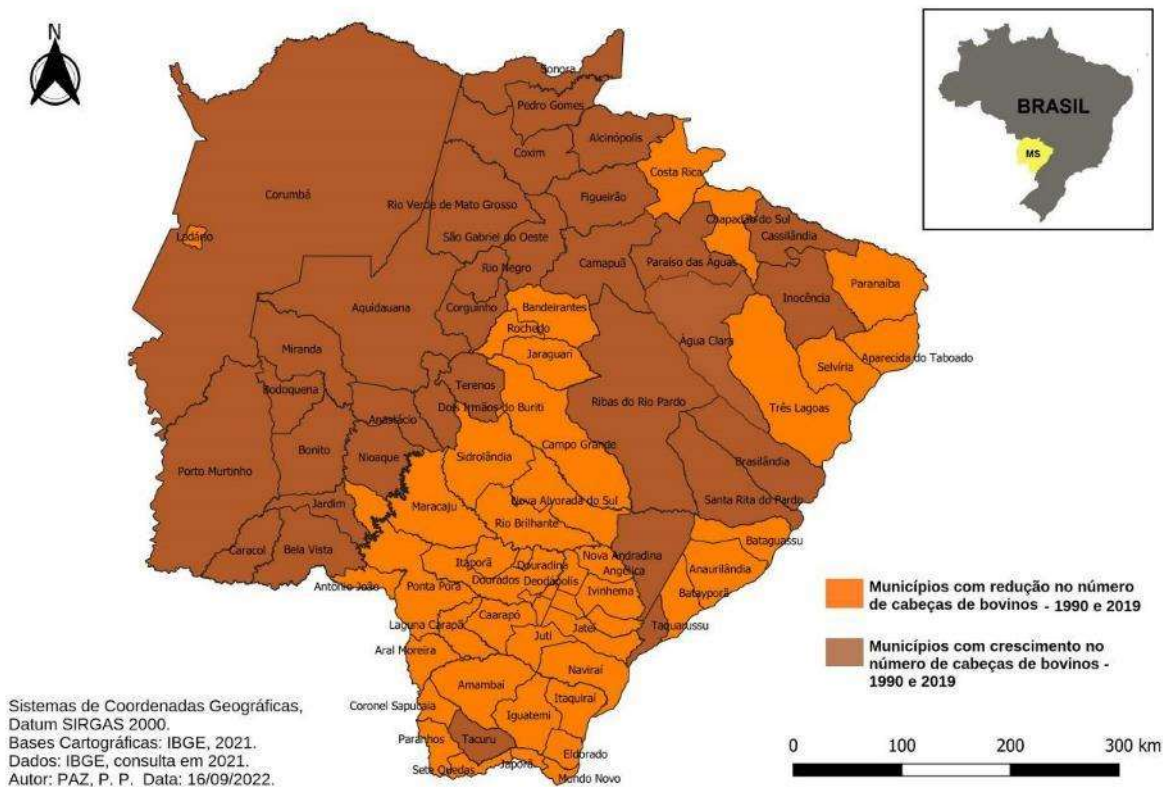 N
BRASIL
MS
Sonora
Pedro Gomes
Alcinópolis
Coxim
Costa Rica
Corumbá
Figueirão
Rio Verde de Mato Grosso
Chapadão do Sul
Cassilândia
Ladário
São Gabriel do Oeste
Camapuã
Paraíso das Águas
Rio Negro
Paranaíba
Inocência
Aquidauana
Corguinho
Bandeirantes
Rochedo
Água Clara
Miranda
Jaraguari
Aparecida do Taboado
Selvíria
Bodoquena
Terenos
Ribas do Rio Pardo
Três Lagoas
Dois Irmãos do Buriti
Anastácio
Campo Grande
Bonito
Nioaque
Sidrolândia
Brasilândia
Porto Murtinho
Nova Alvorada do Sul
Santa Rita do Pardo
Jardim
Maracaju
Rio Brilhante
Caracol
Bela Vista
Bataguassu
Nova Andradina
Itaporã
Douradina
Angélica
Anaurilândia
Antônio João
Ponta Porã
Dourados
Deodápolis
Ivinhema
Batayporã
Caarapó
Laguna Carapã
Jateí
Taquarussu
Juti
Aral Moreira
Naviraí
Amambai
Itaquiraí
Coronel Sapucaia
Iguatemi
Paranhos
Tacuru
Eldorado
Sete Quedas
Japorã
Mundo Novo
Municípios com redução no número
de cabeças de bovinos - 1990 e 2019
Municípios com crescimento no
número de cabeças de bovinos -
1990 e 2019
Sistemas de Coordenadas Geográficas,
Datum SIRGAS 2000.
Bases Cartográficas: IBGE, 2021.
Dados: IBGE, consulta em 2021.
Autor: PAZ, P. P. Data: 16/09/2022.
0 100 200 300 km